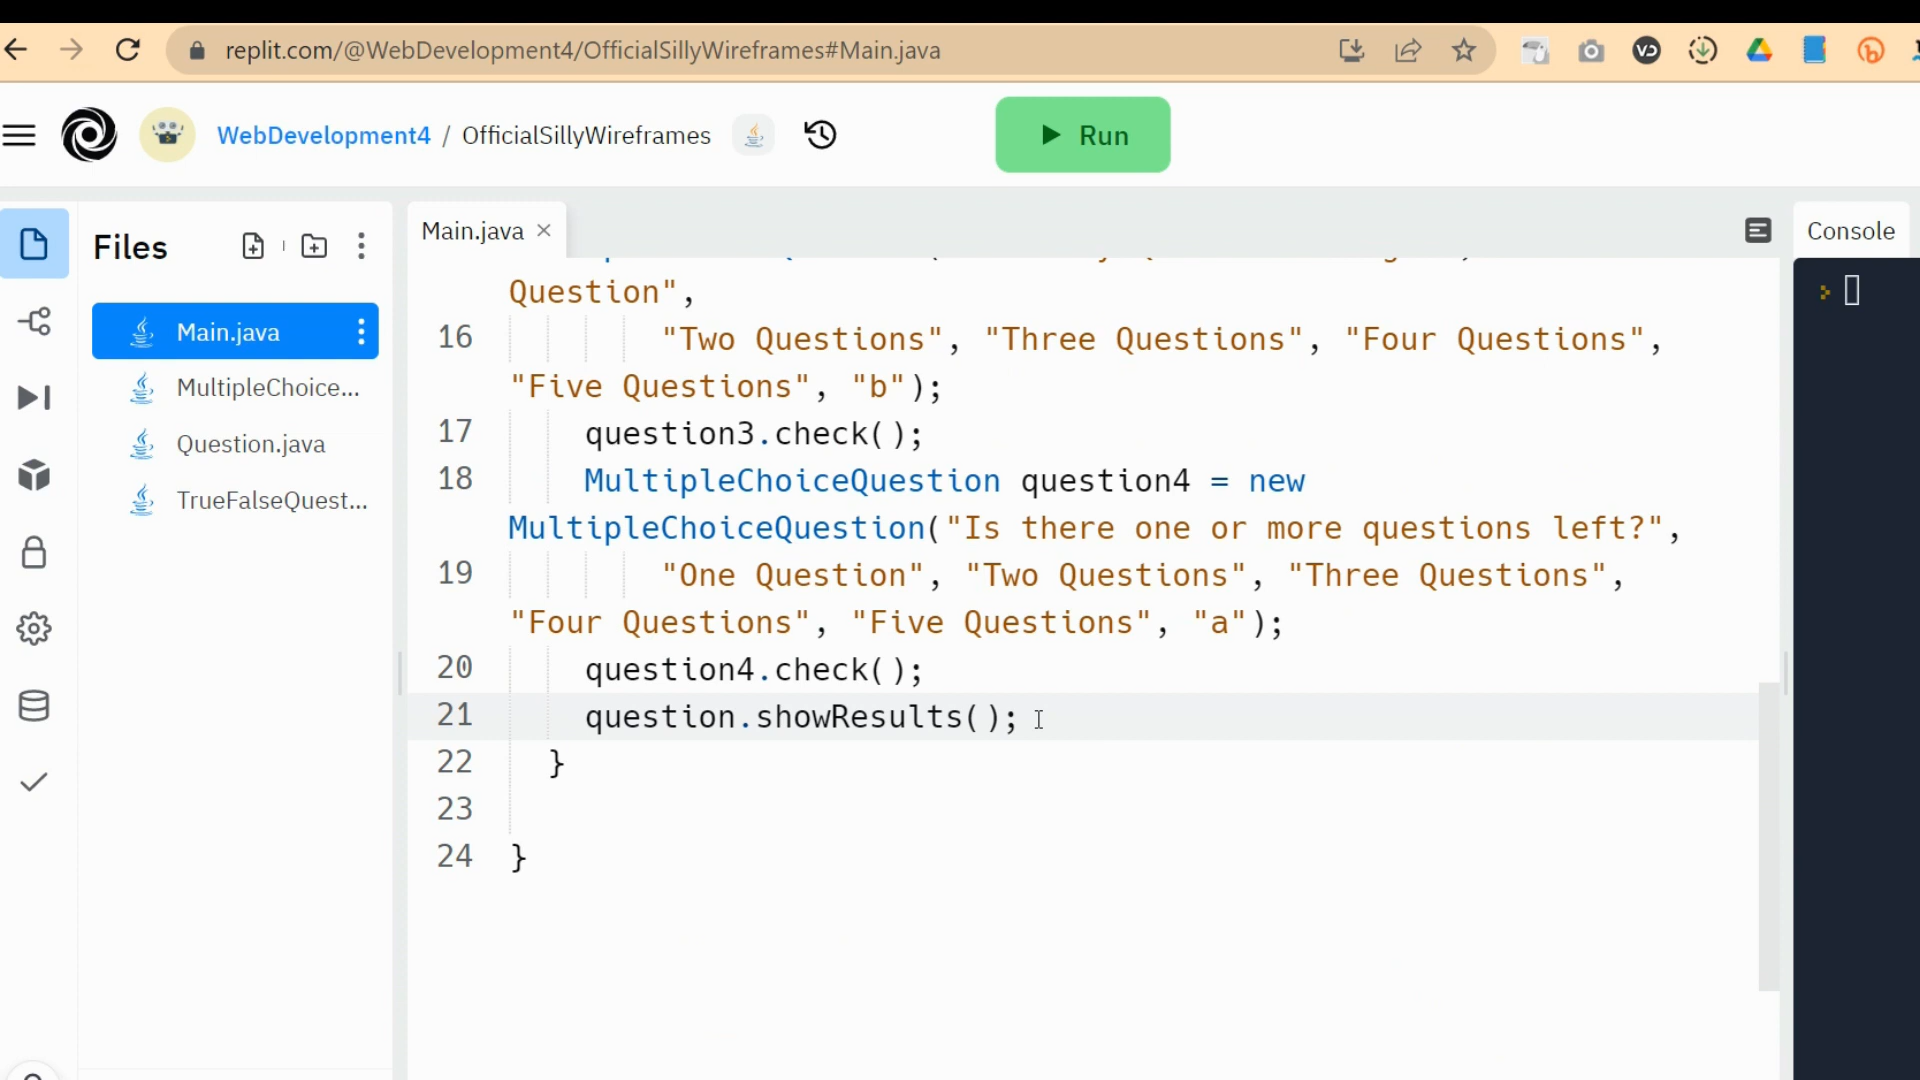 replit.com/@WebDevelopment4/OfficialSillyWireframes#Main.java
WebDevelopment4 / OfficialSillyWireframes
Run
Files
Main.java
MultipleChoice...
Question.java
TrueFalseQuest...
Main.java
Console
Question",
16 "Two Questions", "Three Questions", "Four Questions",
"Five Questions", "b");
17 question3.check();
18 MultipleChoiceQuestion question4 = new
MultipleChoiceQuestion("Is there one or more questions left?",
19 "One Question", "Two Questions", "Three Questions",
"Four Questions", "Five Questions", "a");
20 question4.check();
21 question.showResults();
22 }
23
24 }